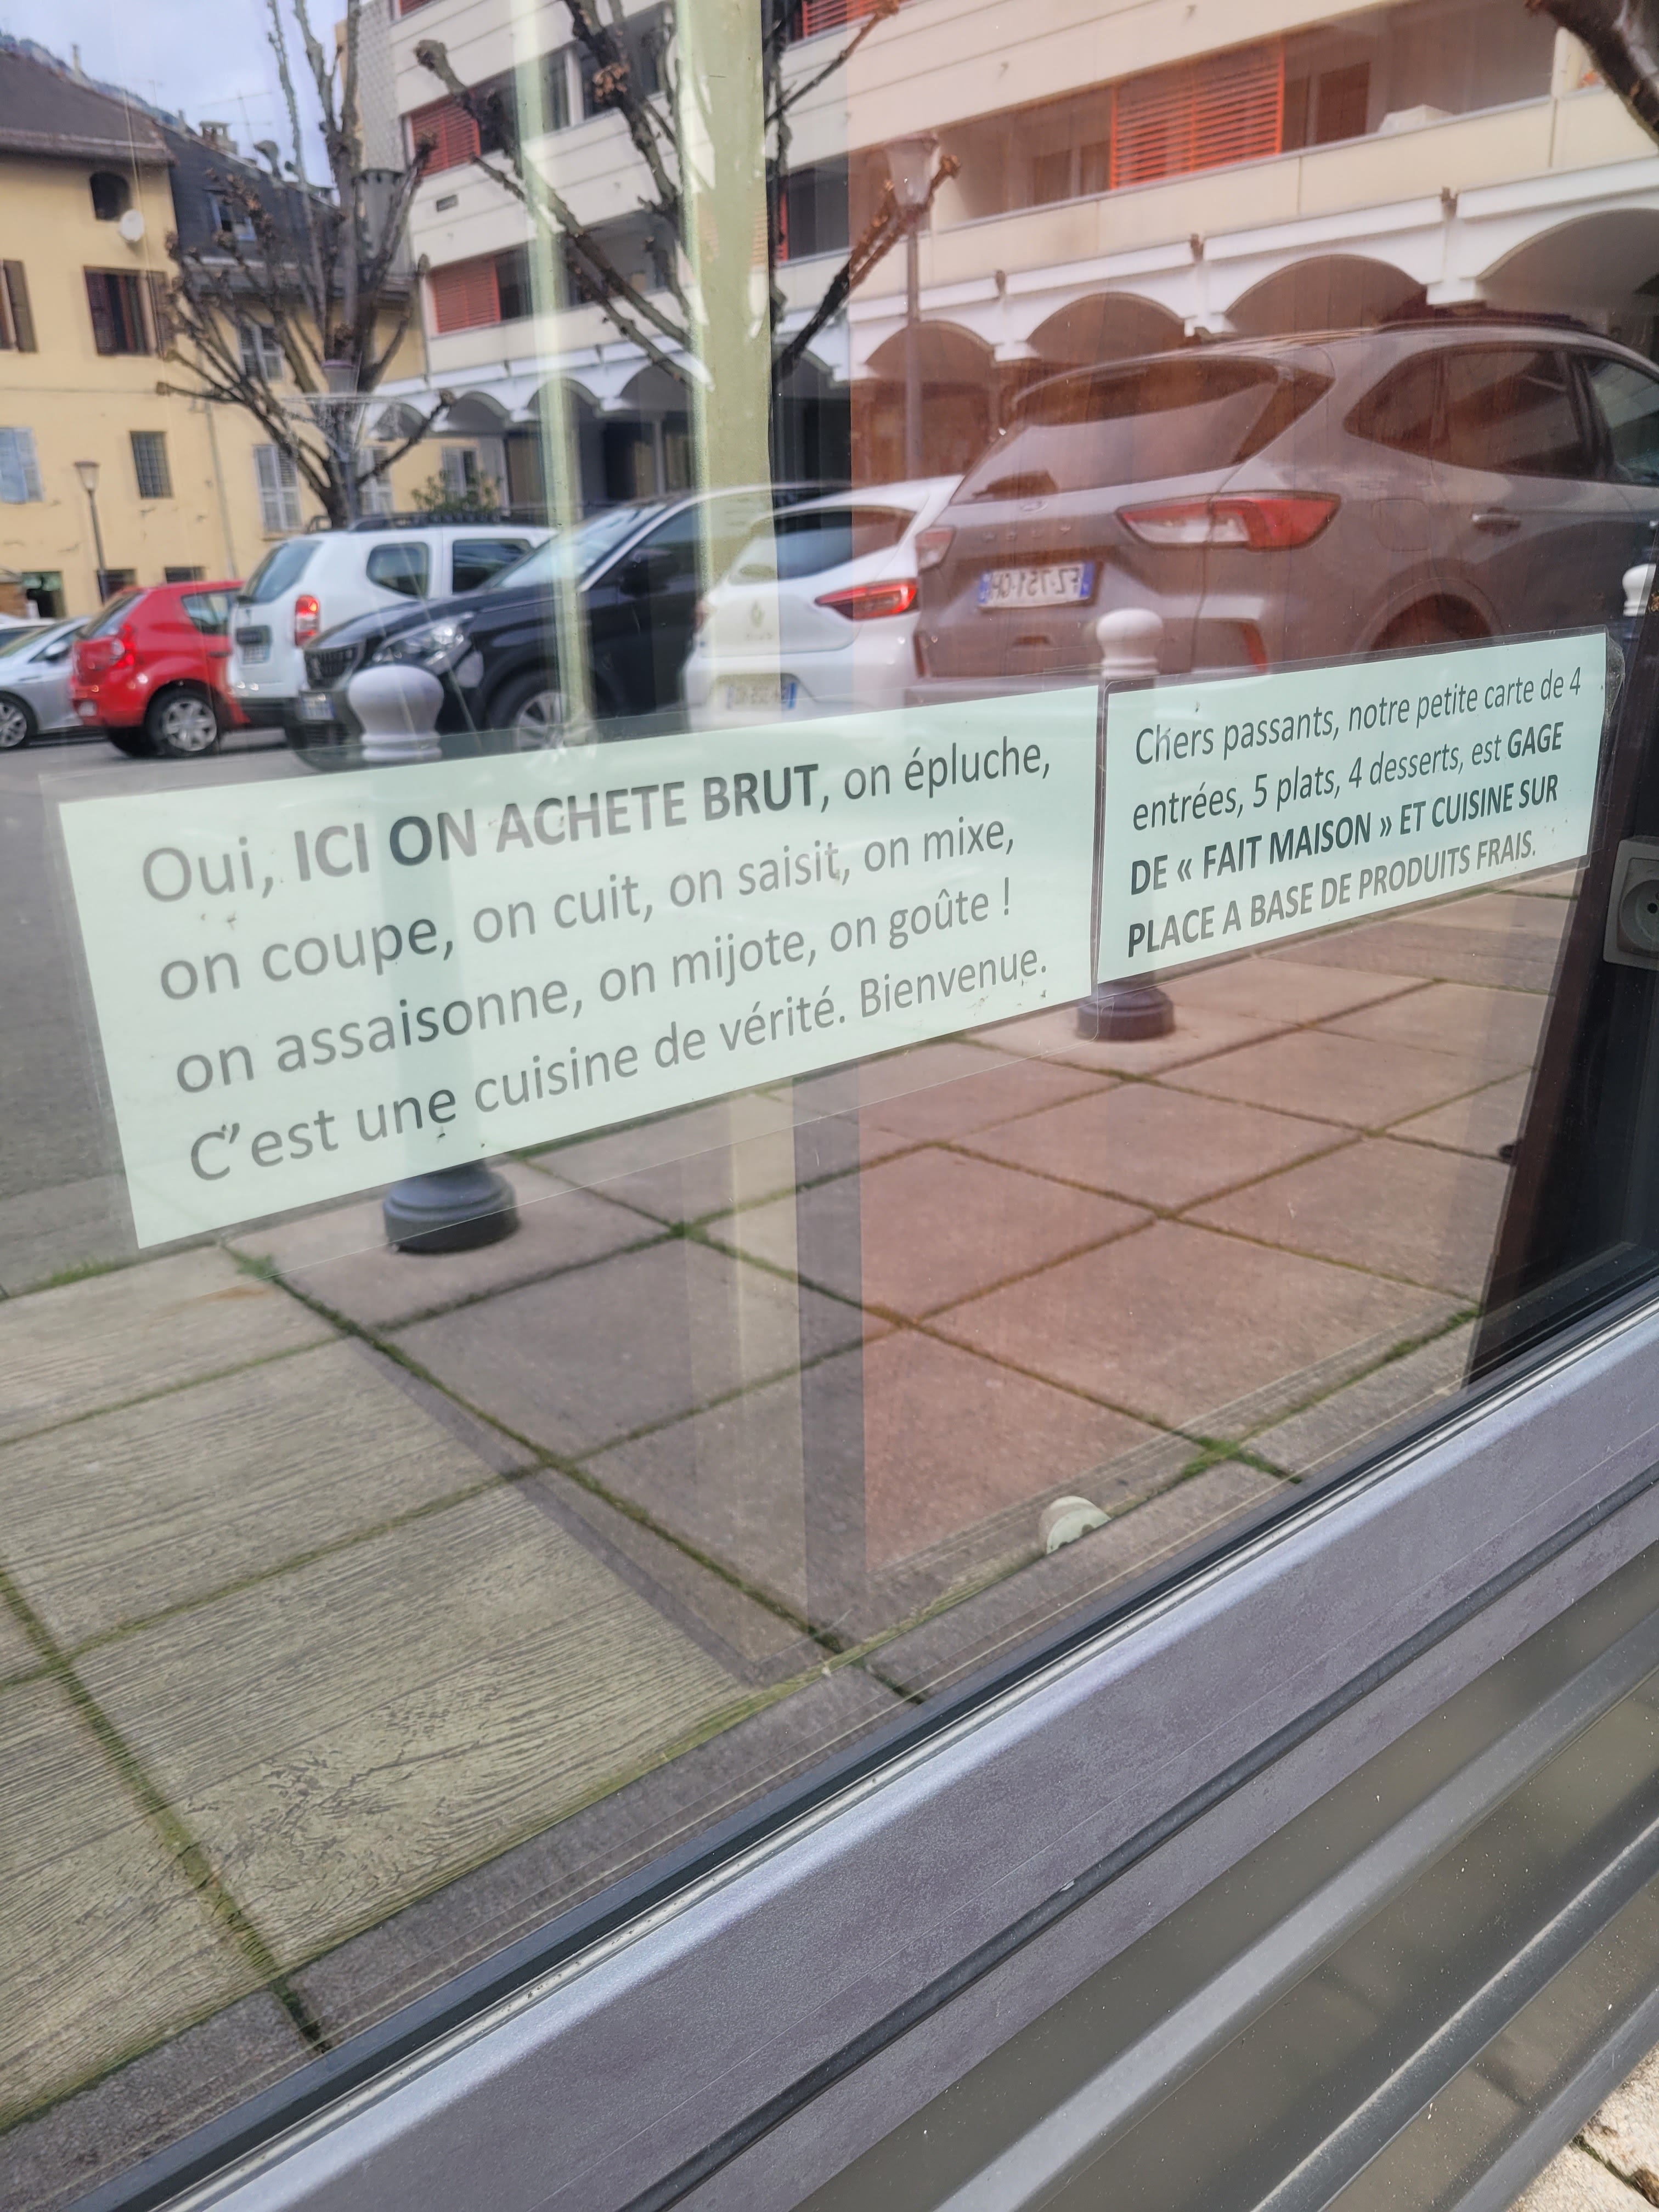 Oui, ICI ON ACHETE BRUT, on épluche,
on coupe, on cuit, on saisit, on mixe,
on assaisonne, on mijote, on goûte !
C’est une cuisine de vérité. Bienvenue.
Chers passants, notre petite carte de 4
entrées, 5 plats, 4 desserts, est GAGE
DE « FAIT MAISON » ET CUISINE SUR
PLACE A BASE DE PRODUITS FRAIS.